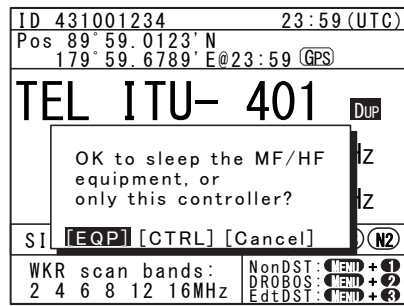 ID 431001234 23:59(UTC)
Pos 89°59.0123'N
179°59.6789'E@23:59 GPS
TEL ITU- 401 DUP
OK to sleep the MF/HF
equipment, or
only this controller?
[EQP] [CTRL] [Cancel]
Hz
Hz
SI N2
WKR scan bands:
2 4 6 8 12 16MHz
NonDST: MENU + 1
DROBOS: MENU + 2
EdtDST: MENU + 3